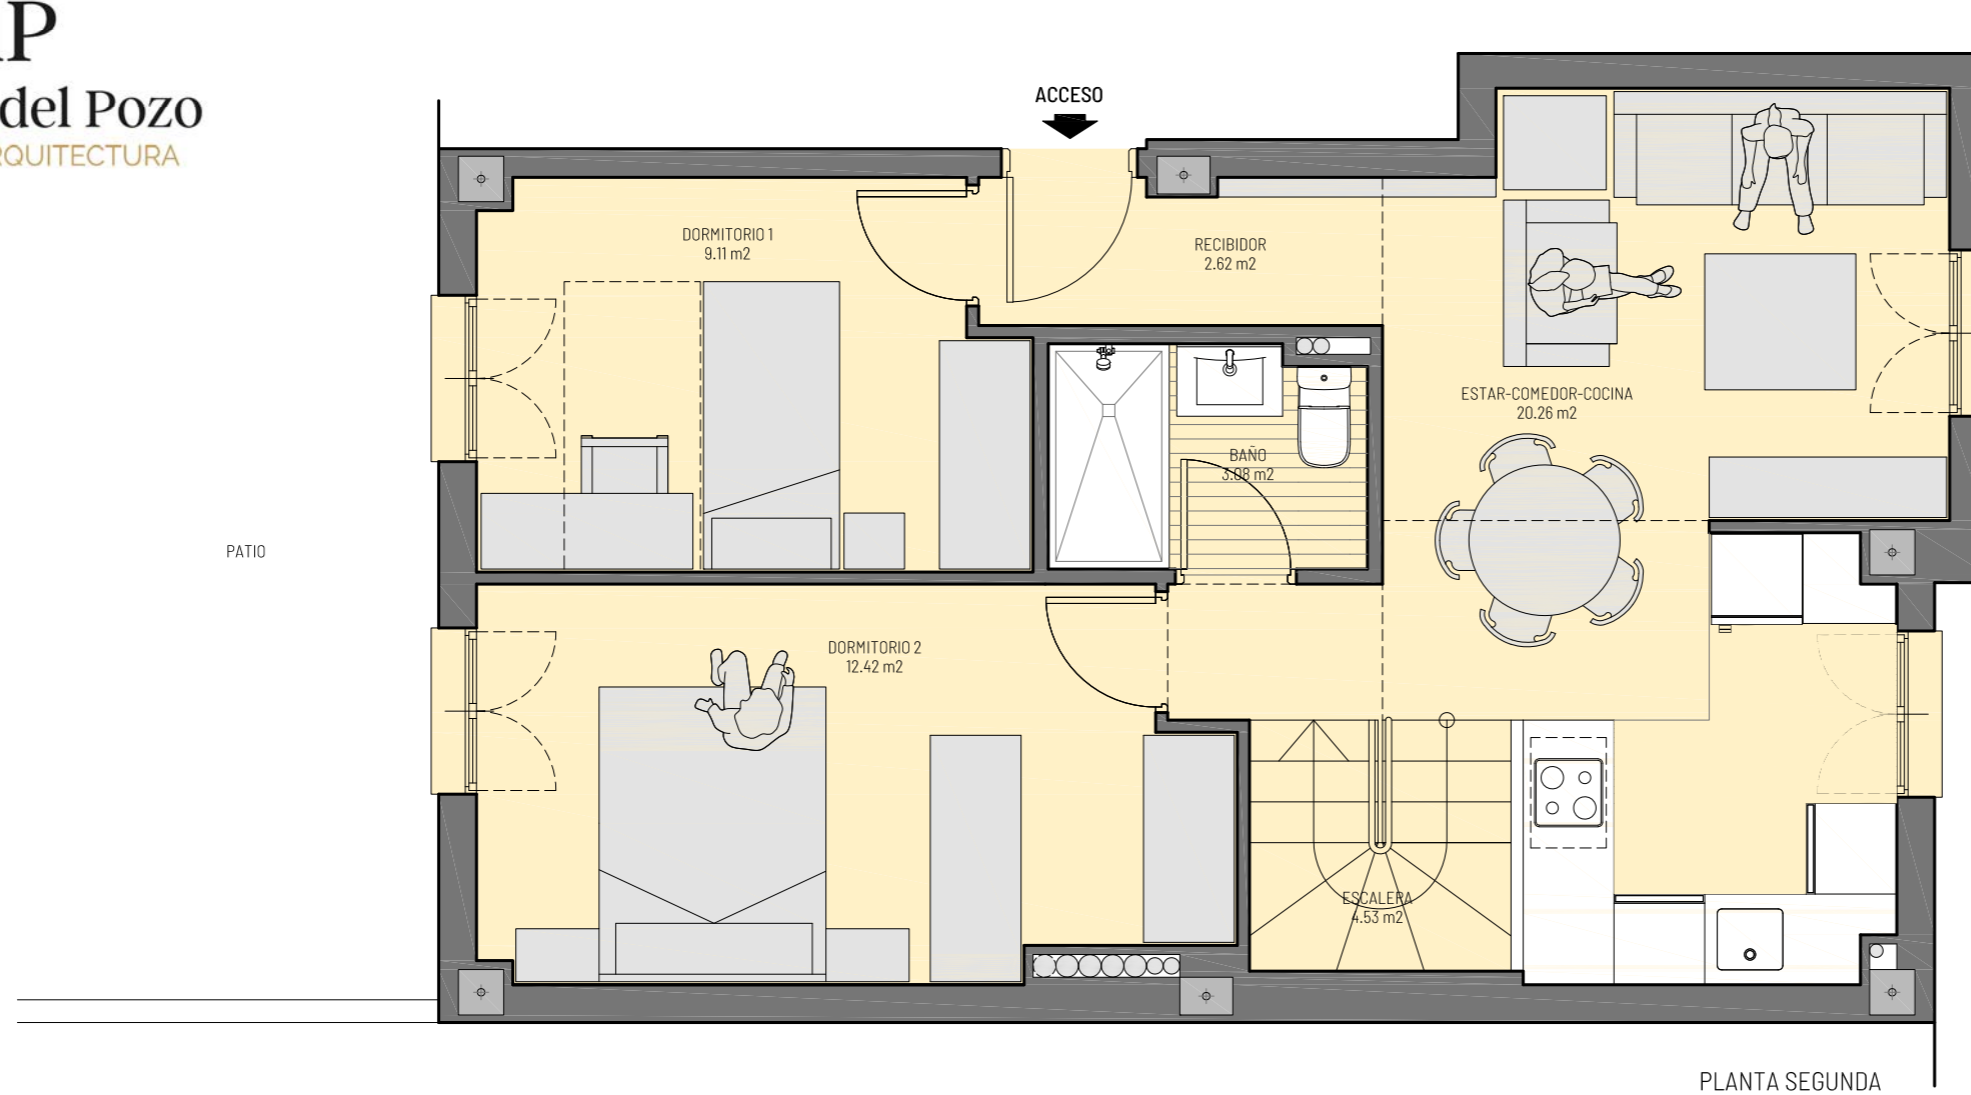 del Pozo
ACCESO
DORMITORIO 1
9.11 m2
RECIBIDOR
2.62 m2
ESTAR-COMEDOR-COCINA
20.26 m2
BAÑO
3.08 m2
PATIO
DORMITORIO 2
12.42 m2
ESCALERA
4.53 m2
PLANTA SEGUNDA